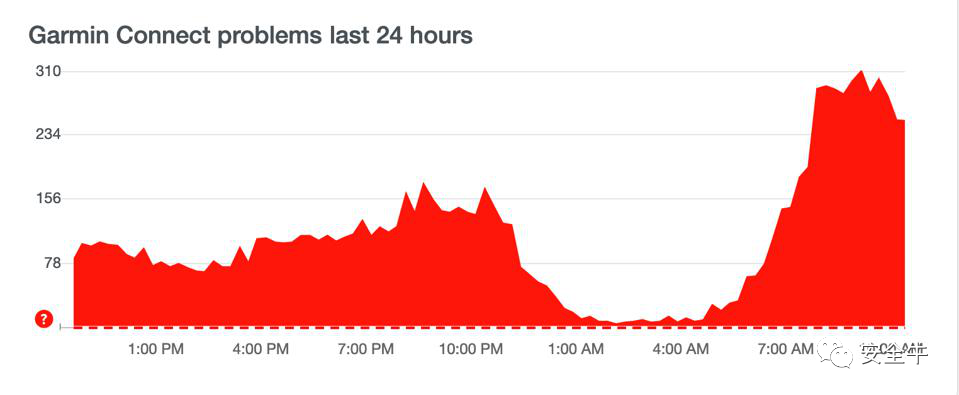 Garmin Connect problems last 24 hours
310
234
156
78
?
1:00 PM
4:00 PM
7:00 PM
10:00 PM
1:00 AM
4:00 AM
7:00 AM
安全牛